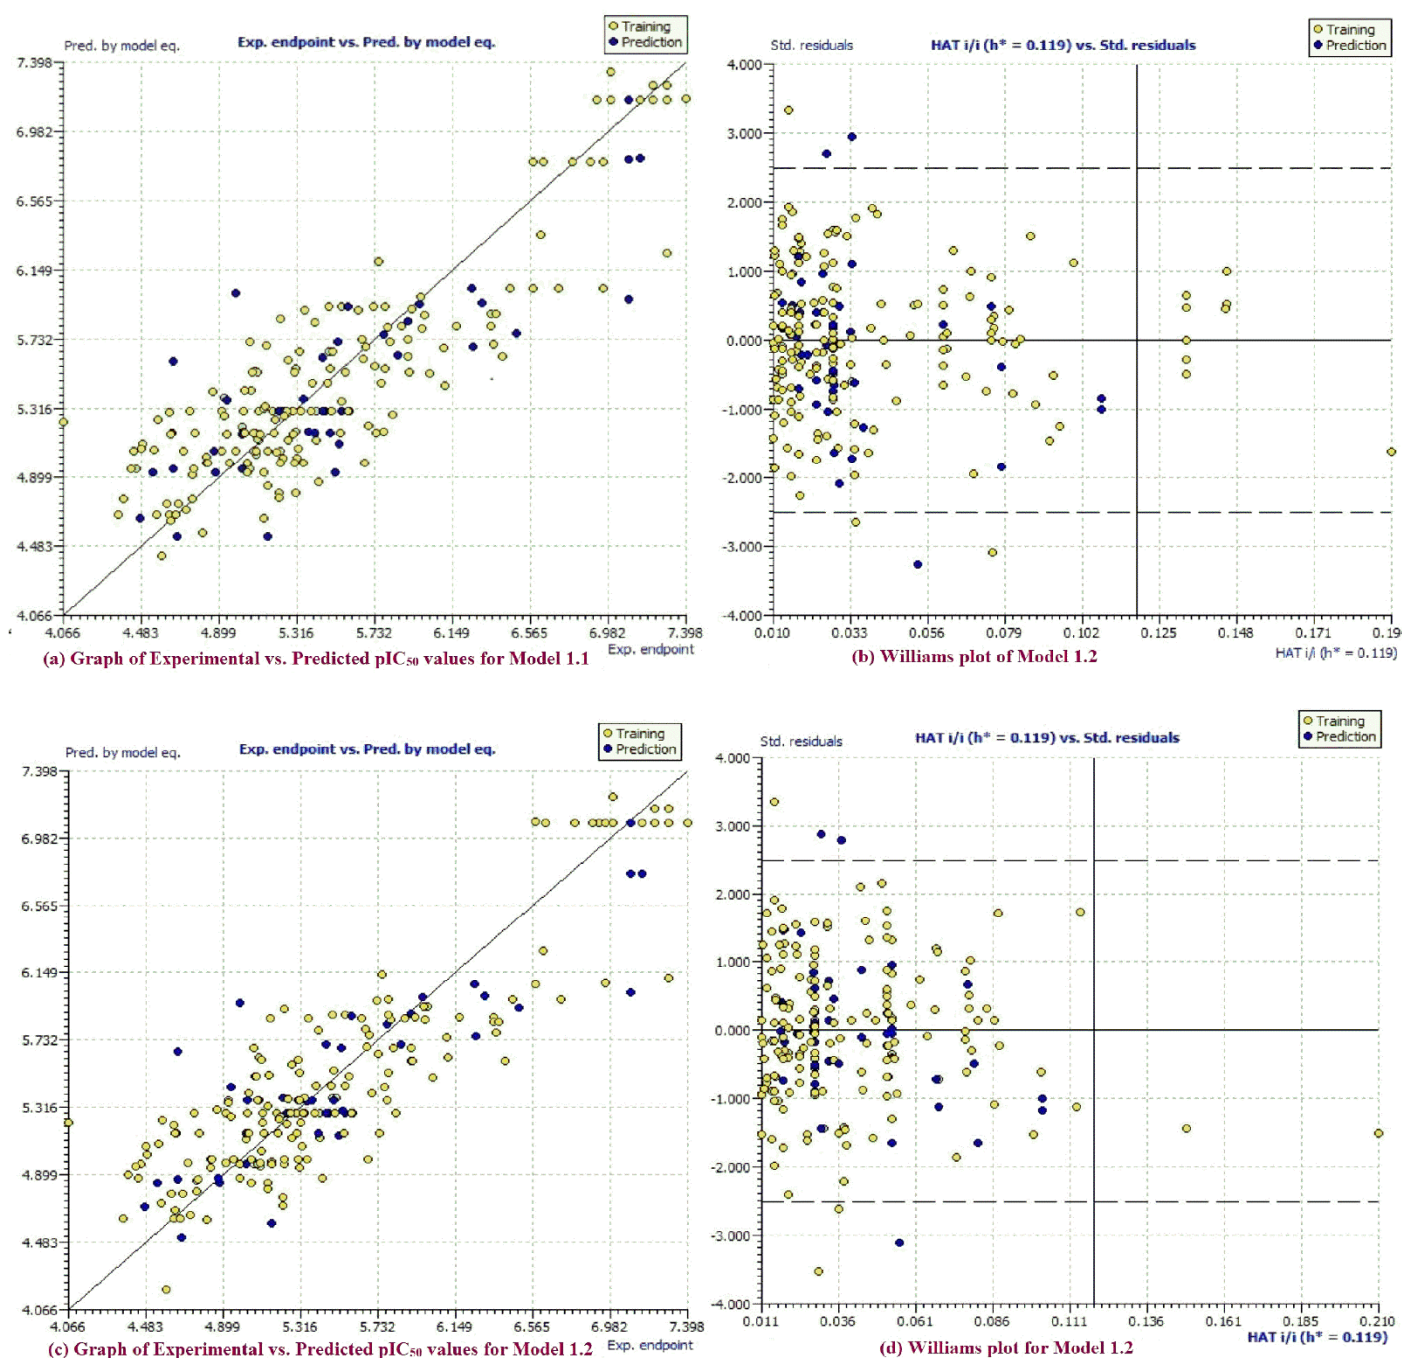 Training
Prediction
Pred. by model eq.
Exp. endpoint vs. Pred. by model eq.
7.398
6.982
6.565
6.149
5.732
5.316
4.899
4.483
4.066
4.066 4.483 4.899 5.316 5.732 6.149 6.565 6.982 7.398
Exp. endpoint
(a) Graph of Experimental vs. Predicted pIC₅₀ values for Model 1.1
Training
Prediction
Std. residuals
HAT i/i (h* = 0.119) vs. Std. residuals
4.000
3.000
2.000
1.000
0.000
-1.000
-2.000
-3.000
-4.000
0.010 0.033 0.056 0.079 0.102 0.125 0.148 0.171 0.19
HAT i/i (h* = 0.119)
(b) Williams plot of Model 1.2
Training
Prediction
Pred. by model eq.
Exp. endpoint vs. Pred. by model eq.
7.398
6.982
6.565
6.149
5.732
5.316
4.899
4.483
4.066
4.066 4.483 4.899 5.316 5.732 6.149 6.565 6.982 7.398
Exp. endpoint
(c) Graph of Experimental vs. Predicted pIC₅₀ values for Model 1.2
Training
Prediction
Std. residuals
HAT i/i (h* = 0.119) vs. Std. residuals
4.000
3.000
2.000
1.000
0.000
-1.000
-2.000
-3.000
-4.000
0.011 0.036 0.061 0.086 0.111 0.136 0.161 0.185 0.210
HAT i/i (h* = 0.119)
(d) Williams plot for Model 1.2